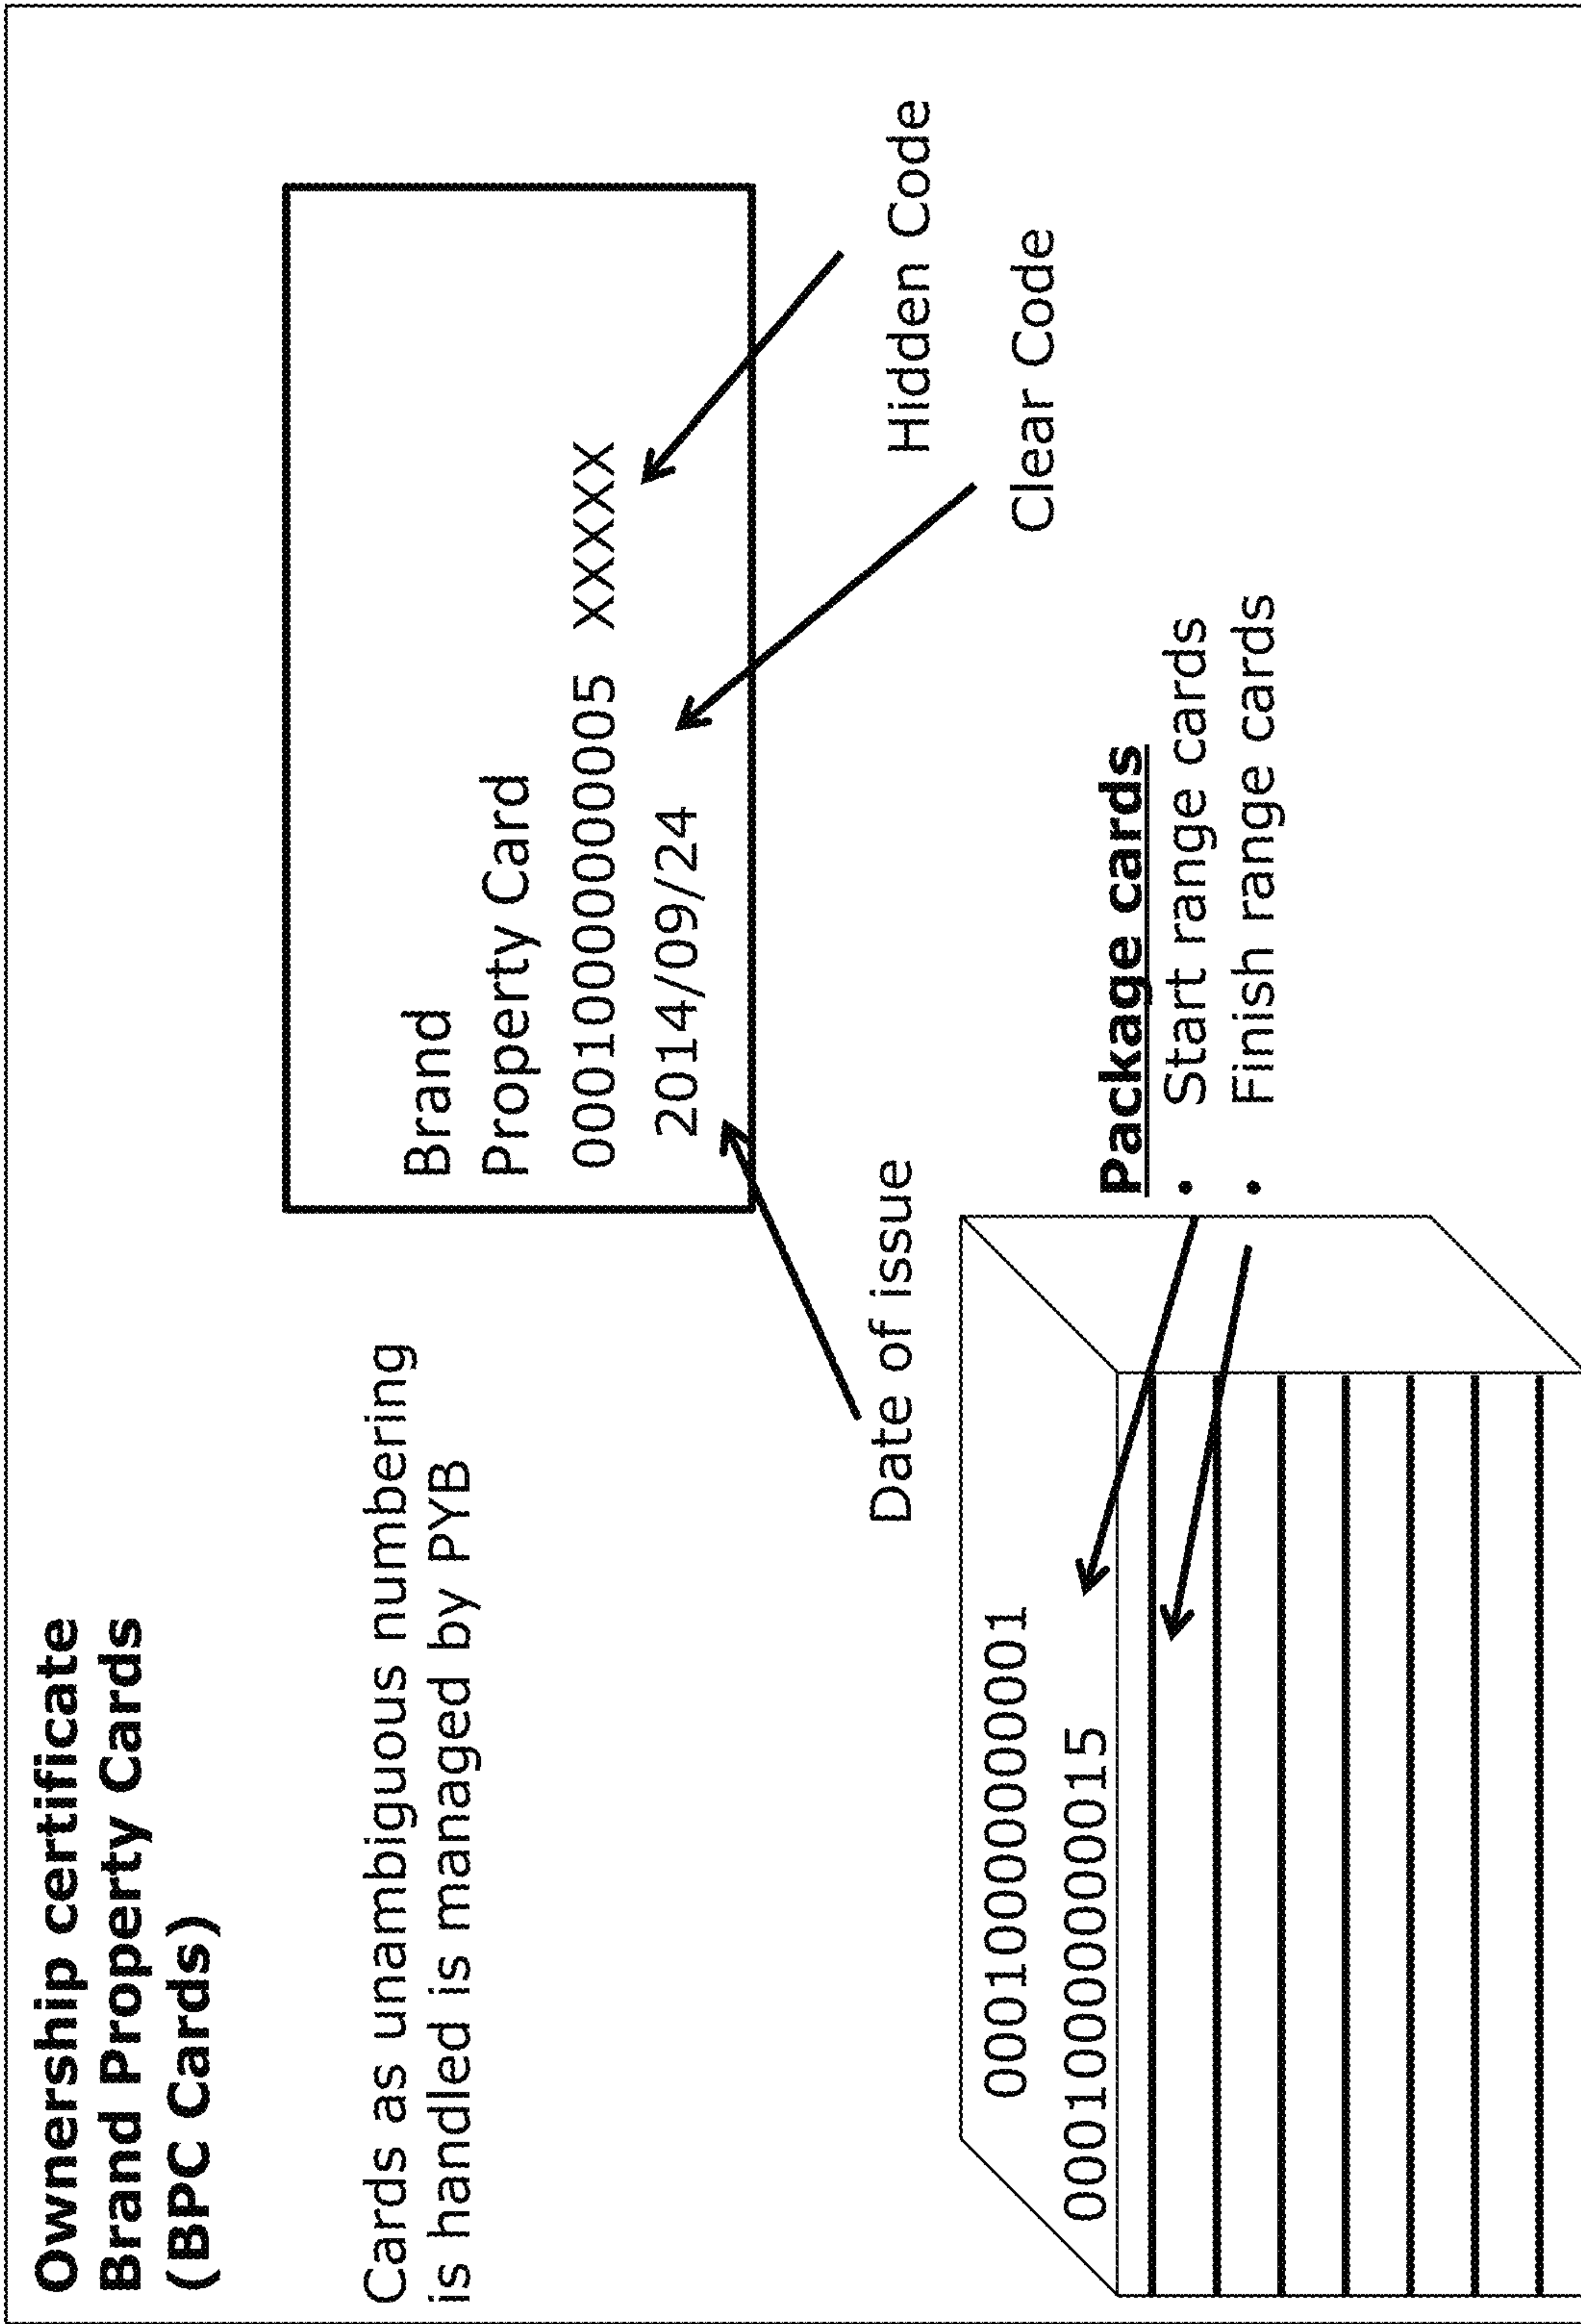 Ownership certificate
Brand Property Cards
(BPC Cards)
Cards as unambiguous numbering
is handled is managed by PYB
Brand
Property Card
00010000000005 XXXXX
2014/09/24
Date of issue
Hidden Code
Clear Code
00010000000001
00010000000015
Package cards
• Start range cards
• Finish range cards